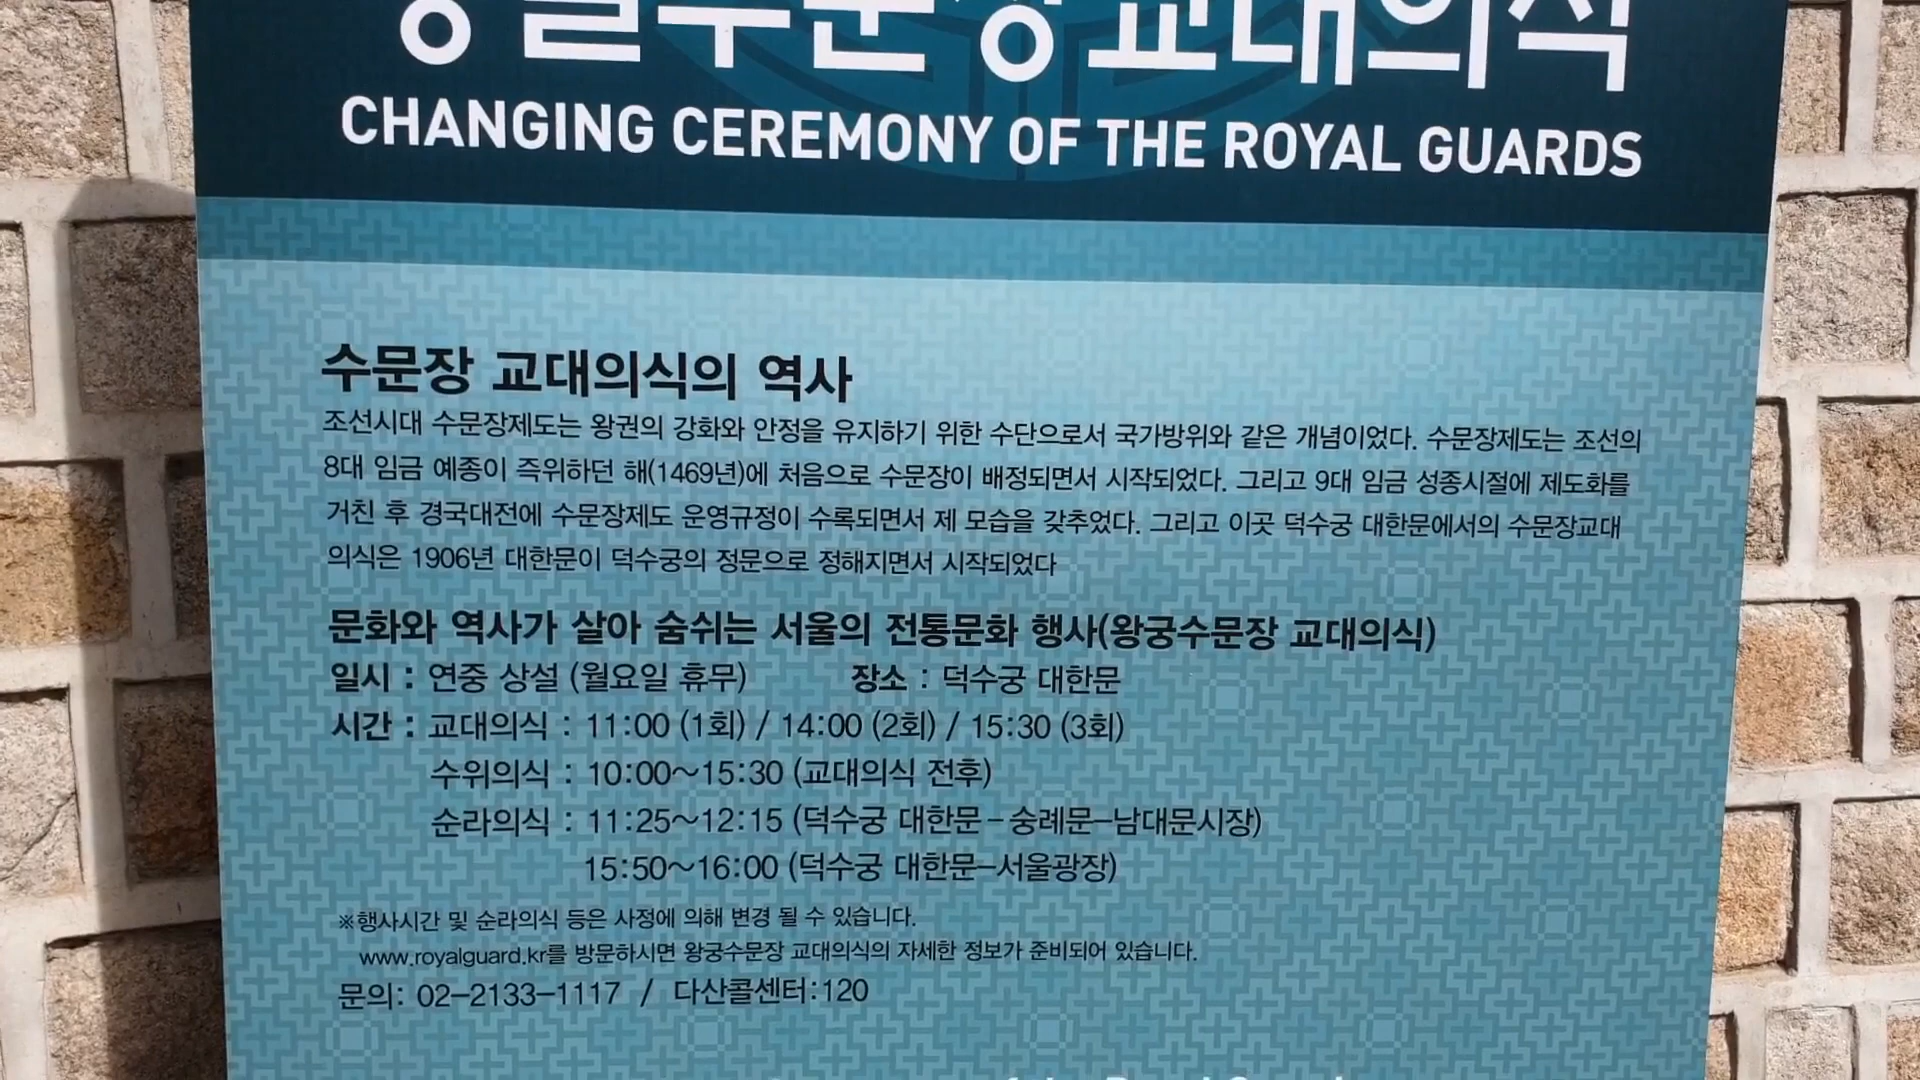 수문장교대의식
CHANGING CEREMONY OF THE ROYAL GUARDS
수문장 교대의식의 역사
조선시대 수문장제도는 왕권의 강화와 안정을 유지하기 위한 수단으로서 국가방위와 같은 개념이었다. 수문장제도는 조선의
8대 임금 예종이 즉위하던 해(1469년)에 처음으로 수문장이 배정되면서 시작되었다. 그리고 9대 임금 성종시절에 제도화를
거친 후 경국대전에 수문장제도 운영규정이 수록되면서 제 모습을 갖추었다. 그리고 이곳 덕수궁 대한문에서의 수문장교대
의식은 1906년 대한문이 덕수궁의 정문으로 정해지면서 시작되었다
문화와 역사가 살아 숨쉬는 서울의 전통문화 행사(왕궁수문장 교대의식)
일시 : 연중 상설 (월요일 휴무) 장소 : 덕수궁 대한문
시간 : 교대의식 : 11:00 (1회) / 14:00 (2회) / 15:30 (3회)
수위의식 : 10:00~15:30 (교대의식 전후)
순라의식 : 11:25~12:15 (덕수궁 대한문-숭례문-남대문시장)
15:50~16:00 (덕수궁 대한문-서울광장)
※행사시간 및 순라의식 등은 사정에 의해 변경 될 수 있습니다.
www.royalguard.kr를 방문하시면 왕궁수문장 교대의식의 자세한 정보가 준비되어 있습니다.
문의: 02-2133-1117 / 다산콜센터:120